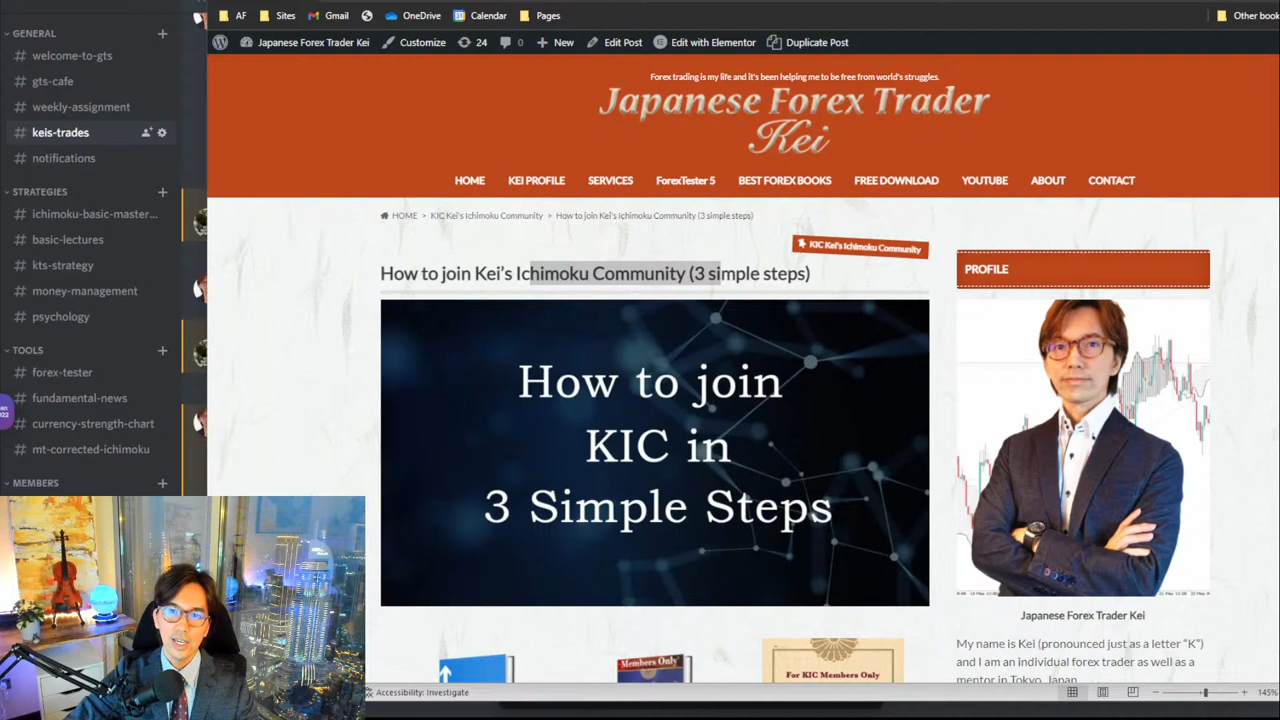 AF
Sites
Gmail
OneDrive
Calendar
Pages
Other book
Japanese Forex Trader Kei
Customize
24
0
New
Edit Post
Edit with Elementor
Duplicate Post
GENERAL
# welcome-to-gts
# gts-cafe
# weekly-assignment
# keis-trades
# notifications
STRATEGIES
# ichimoku-basic-master...
# basic-lectures
# kts-strategy
# money-management
# psychology
TOOLS
# forex-tester
# fundamental-news
# currency-strength-chart
# mt-corrected-ichimoku
MEMBERS
Forex trading is my life and it's been helping me to be free from world's struggles.
Japanese Forex Trader
Kei
HOME KEI PROFILE SERVICES ForexTester 5 BEST FOREX BOOKS FREE DOWNLOAD YOUTUBE ABOUT CONTACT
HOME > KIC Kei's Ichimoku Community > How to join Kei's Ichimoku Community (3 simple steps)
KIC Kei's Ichimoku Community
How to join Kei's Ichimoku Community (3 simple steps)
How to join
KIC in
3 Simple Steps
Members Only
For KIC Members Only
PROFILE
Japanese Forex Trader Kei
My name is Kei (pronounced just as a letter "K")
and I am an individual forex trader as well as a
mentor in Tokyo, Japan
Accessibility: Investigate
145%